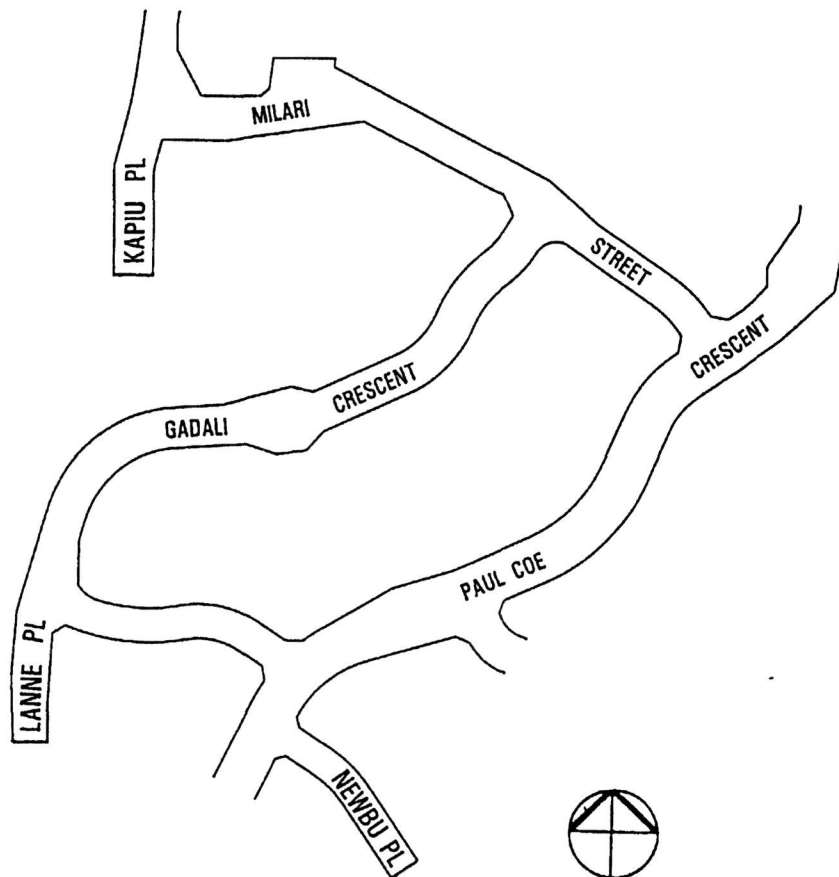 MILARI
KAPIU PL
STREET
CRESCENT
CRESCENT
GADALI
PAUL COE
LANNE PL
NEWBU PL